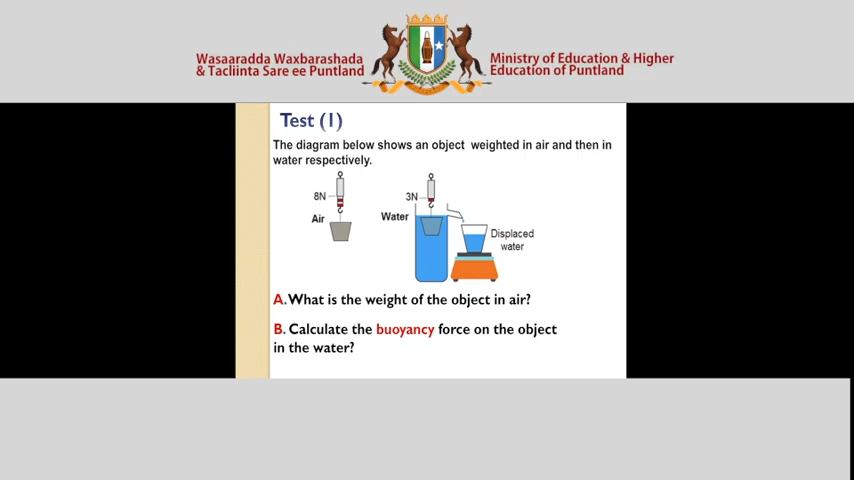 Wasaaradda Waxbarashada
& Tacliinta Sare ee Puntland
Ministry of Education & Higher
Education of Puntland
Test (1)
The diagram below shows an object weighted in air and then in
water respectively.
8N
Air
3N
Water
Displaced
water
A. What is the weight of the object in air?
B. Calculate the buoyancy force on the object
in the water?